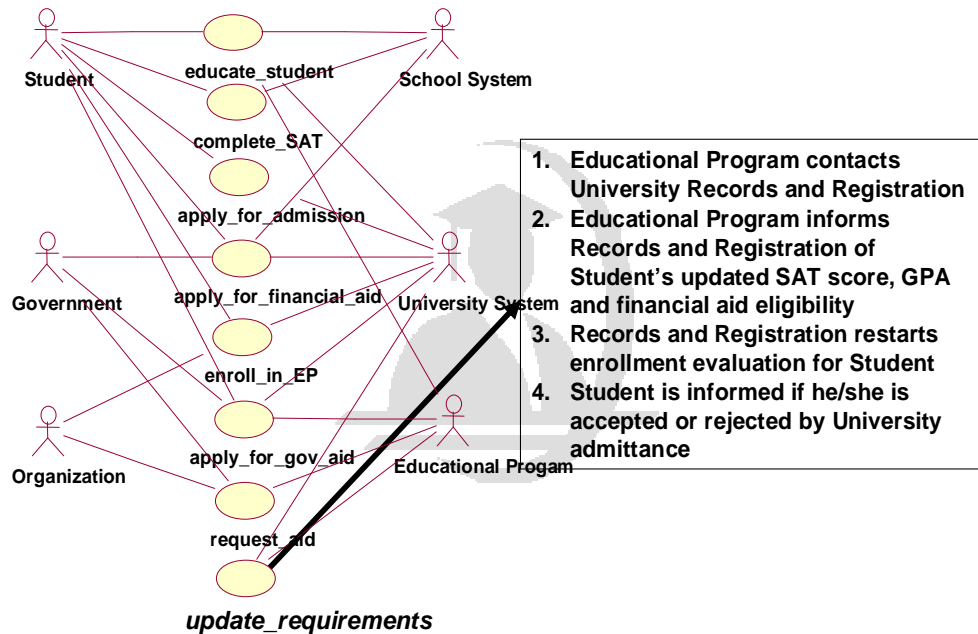 educate_student
Student
School System
complete_SAT
apply_for_admission
Government
apply_for_financial_aid
University System
enroll_in_EP
Organization
apply_for_gov_aid
Educational Progam
request_aid
update_requirements
1. Educational Program contacts
University Records and Registration
2. Educational Program informs
Records and Registration of
Student’s updated SAT score, GPA
and financial aid eligibility
3. Records and Registration restarts
enrollment evaluation for Student
4. Student is informed if he/she is
accepted or rejected by University
admittance